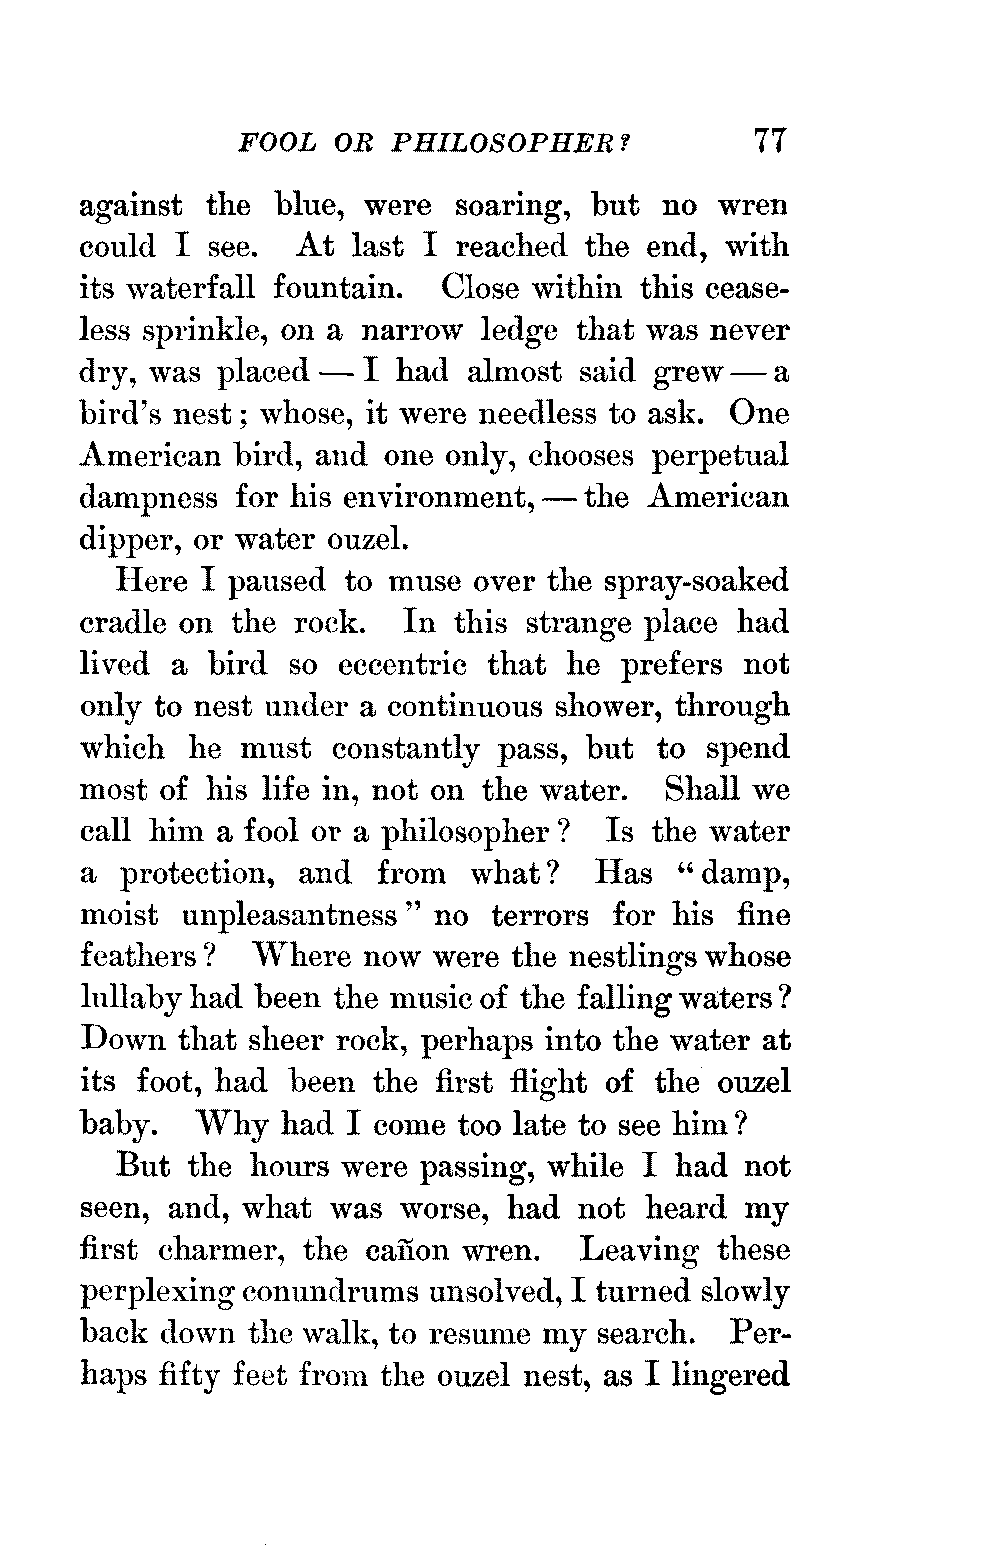 FOOL OR PHILOSOPHER? 77
against the blue, were soaring, but no wren
could I see. At last I reached the end, with
its waterfall fountain. Close within this cease-
less sprinkle, on a narrow ledge that was never
dry, was placed — I had almost said grew — a
bird's nest; whose, it were needless to ask. One
American bird, and one only, chooses perpetual
dampness for his environment, — the American
dipper, or water ouzel.
Here I paused to muse over the spray-soaked
cradle on the rock. In this strange place had
lived a bird so eccentric that he prefers not
only to nest under a continuous shower, through
which he must constantly pass, but to spend
most of his life in, not on the water. Shall we
call him a fool or a philosopher? Is the water
a protection, and from what? Has "damp,
moist unpleasantness" no terrors for his fine
feathers? Where now were the nestlings whose
lullaby had been the music of the falling waters?
Down that sheer rock, perhaps into the water at
its foot, had been the first flight of the ouzel
baby. Why had I come too late to see him?
But the hours were passing, while I had not
seen, and, what was worse, had not heard my
first charmer, the cañon wren. Leaving these
perplexing conundrums unsolved, I turned slowly
back down the walk, to resume my search. Per-
haps fifty feet from the ouzel nest, as I lingered